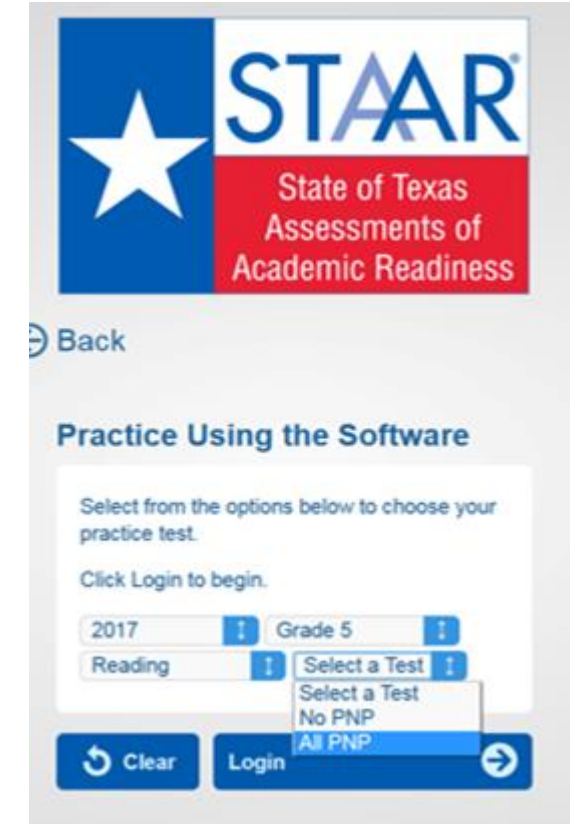 STAAR®
State of Texas
Assessments of
Academic Readiness
Back
Practice Using the Software
Select from the options below to choose your
practice test.
Click Login to begin.
2017 Grade 5
Reading Select a Test
Select a Test
No PNP
All PNP
Clear Login